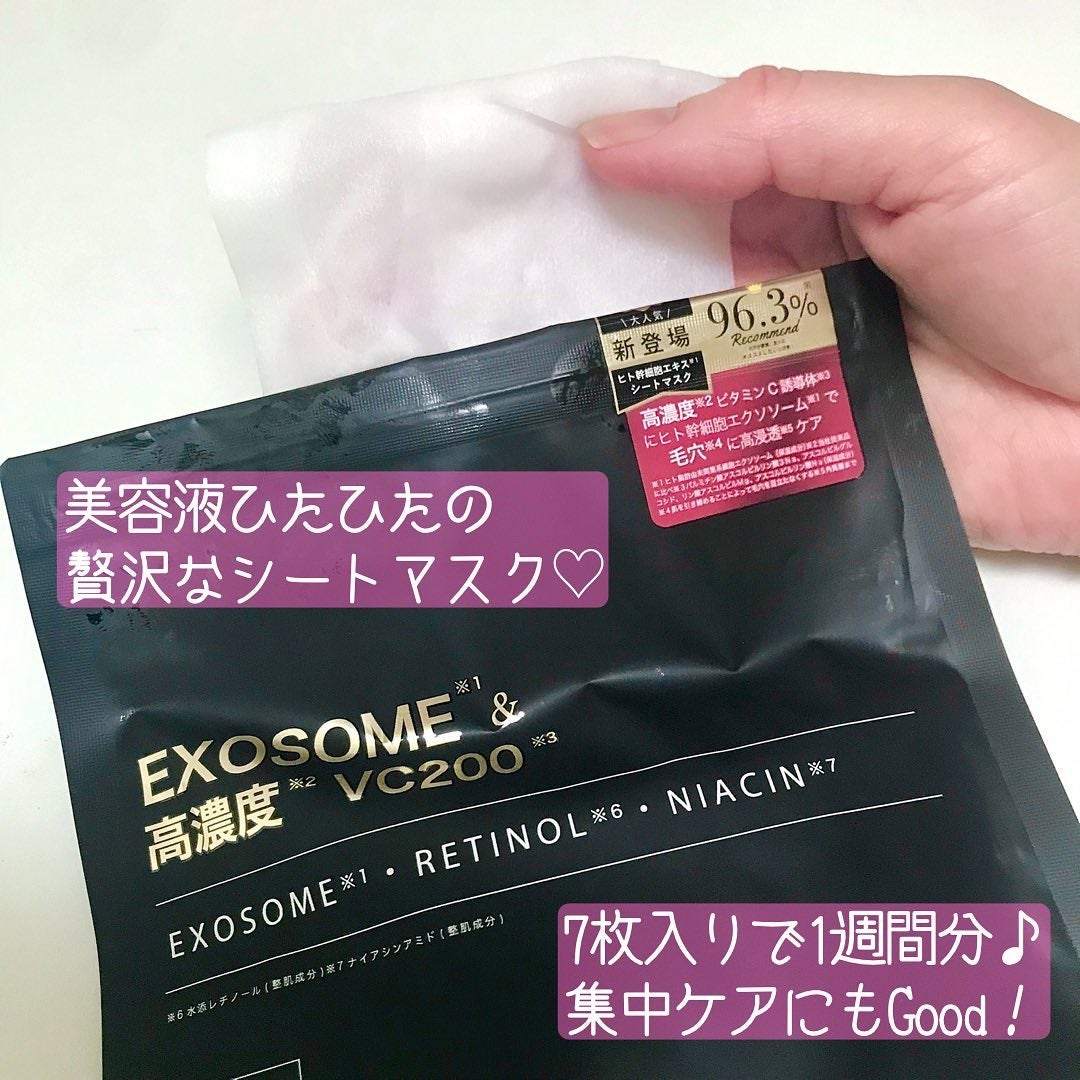 \大人気/
新登場
96.3%
Recommend
ヒト幹細胞エキス※1
シートマスク
高濃度※2 ビタミンC誘導体※3
にヒト幹細胞エクソソーム※1で
毛穴※4に高浸透※5ケア
美容液ひたひたの
贅沢なシートマスク♡
EXOSOME※1 &
高濃度※2 VC200※3
EXOSOME※1・RETINOL※6・NIACIN※7
※6水添レチノール(整肌成分)※7ナイアシンアミド(整肌成分)
7枚入りで1週間分♪
集中ケアにもGood!